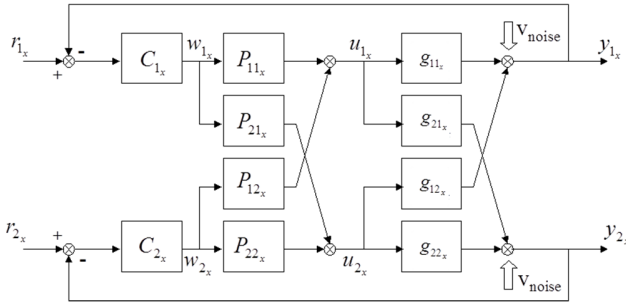 r1x
-
+
C1x
w1x
P11x
u1x
g11x
vnoise
y1x
P21x
g21x
P12x
g12x
r2x
+
-
C2x
w2x
P22x
u2x
g22x
vnoise
y2x